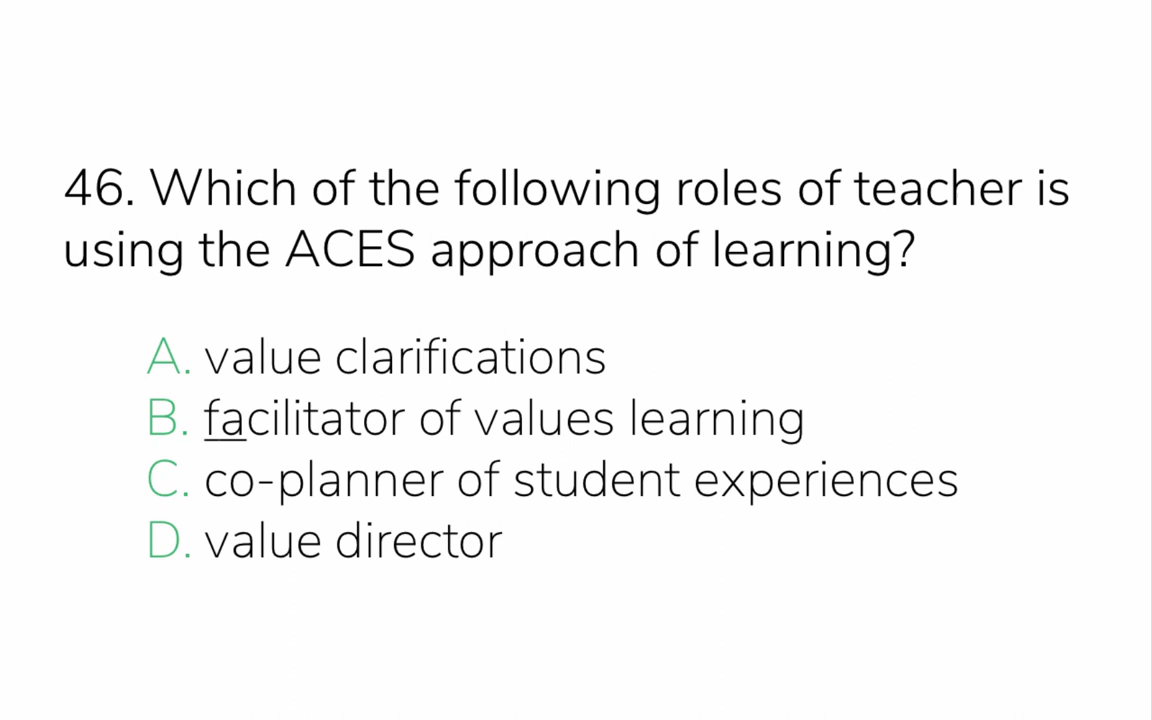 46. Which of the following roles of teacher is
using the ACES approach of learning?
A. value clarifications
B. facilitator of values learning
C. co-planner of student experiences
D. value director